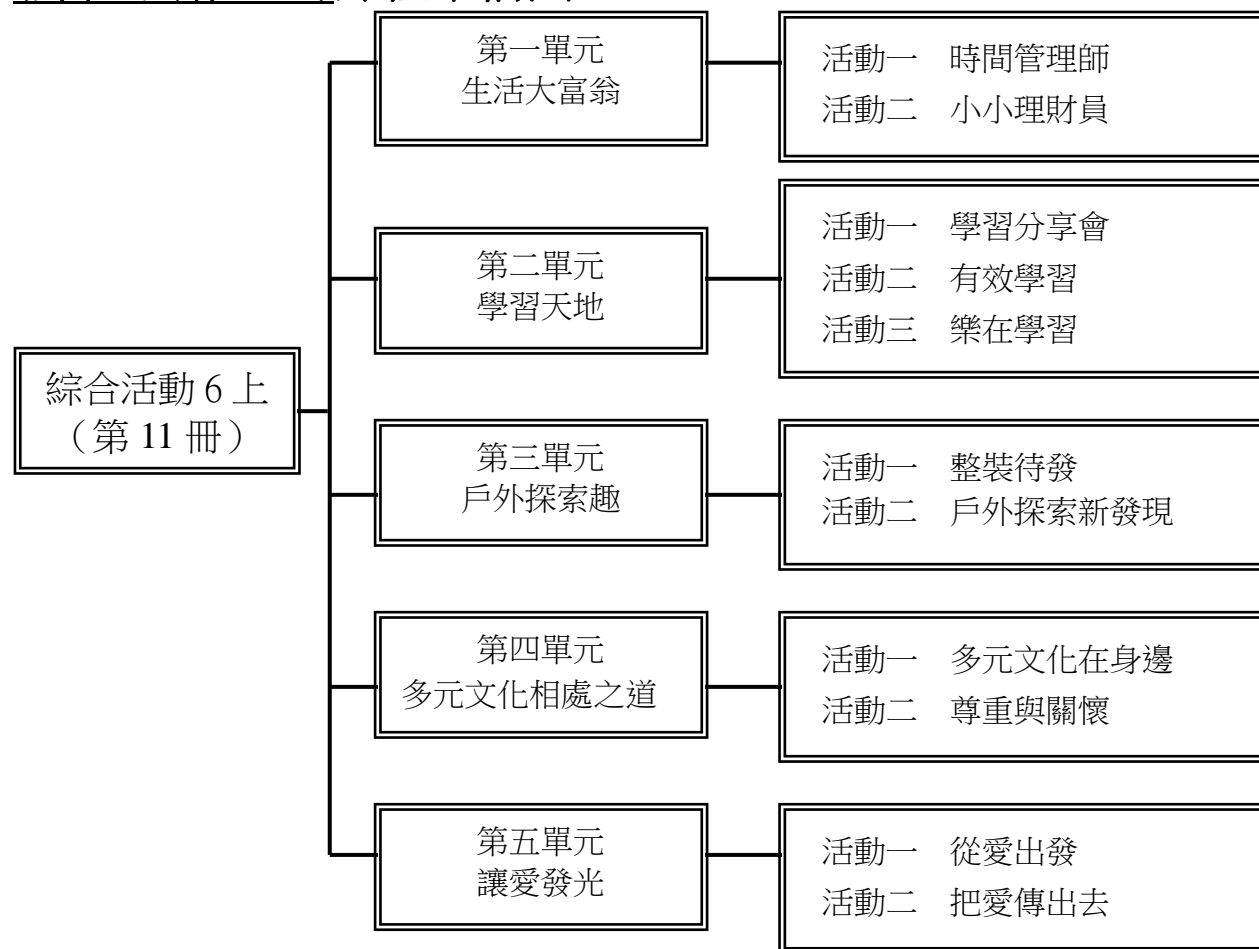 綜合活動 6 上
（第 11 冊）
第一單元
生活大富翁
活動一　時間管理師
活動二　小小理財員
第二單元
學習天地
活動一　學習分享會
活動二　有效學習
活動三　樂在學習
第三單元
戶外探索趣
活動一　整裝待發
活動二　戶外探索新發現
第四單元
多元文化相處之道
活動一　多元文化在身邊
活動二　尊重與關懷
第五單元
讓愛發光
活動一　從愛出發
活動二　把愛傳出去